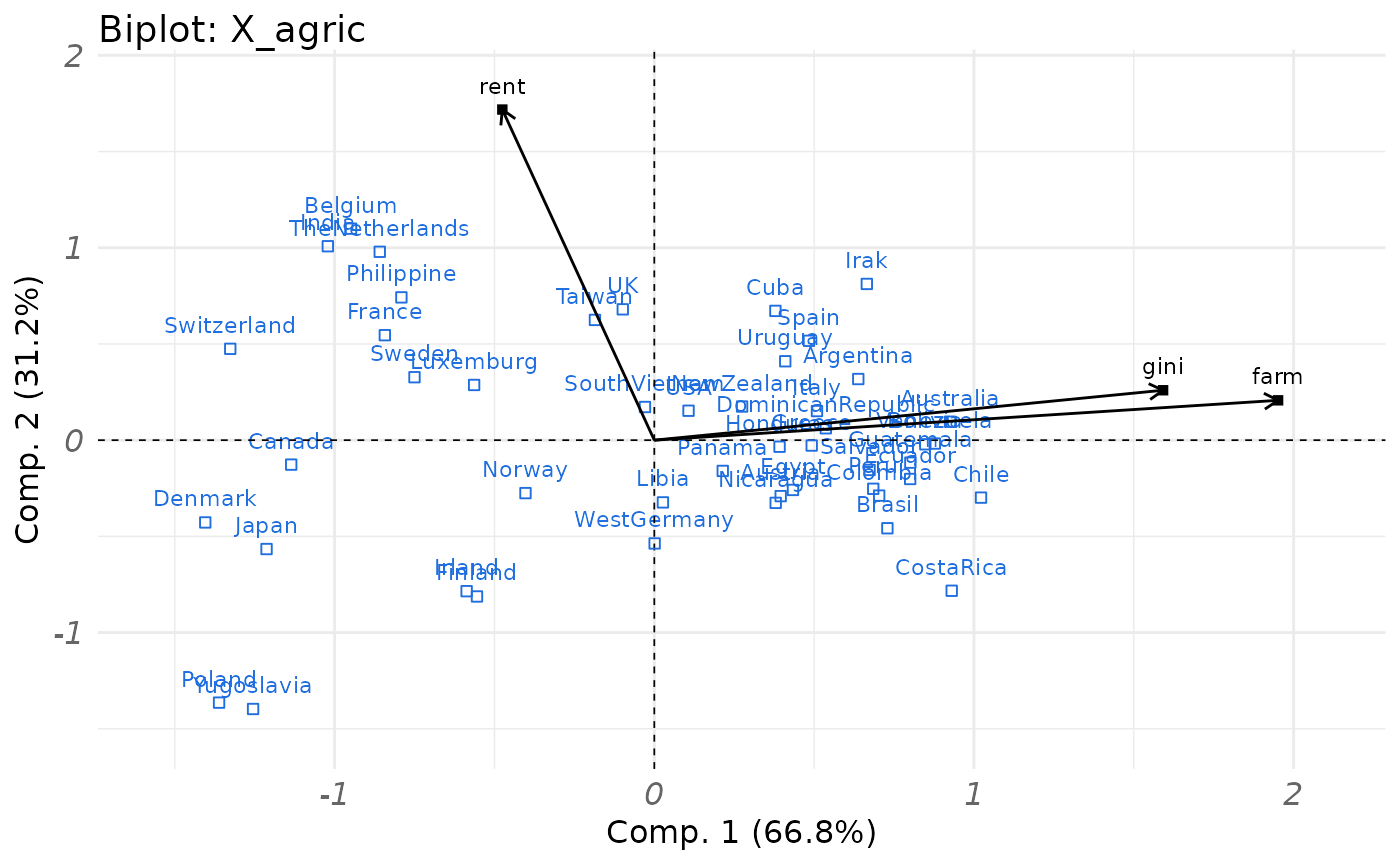 Biplot: X_agric
2
rent
Belgium
India
TheNetherlands
Irak
1
Philippine
UK
Cuba
Taiwan
France
Spain
Switzerland
Uruguay
Sweden
Argentina
Luxemburg
gini
farm
SouthVietnam
NewZealand
USA
Italy
Australia
DominicanRepublic
Venezuela
Honduras
Greece
0
Canada
Guatemala
Panama
Salvador
Ecuador
Norway
Egypt
Peru
Libia
Austria
Colombia
Chile
Nicaragua
Denmark
Brasil
Japan
WestGermany
Irland
Finland
CostaRica
-1
Poland
Yugoslavia
-1
0
1
2
Comp. 1 (66.8%)
Comp. 2 (31.2%)